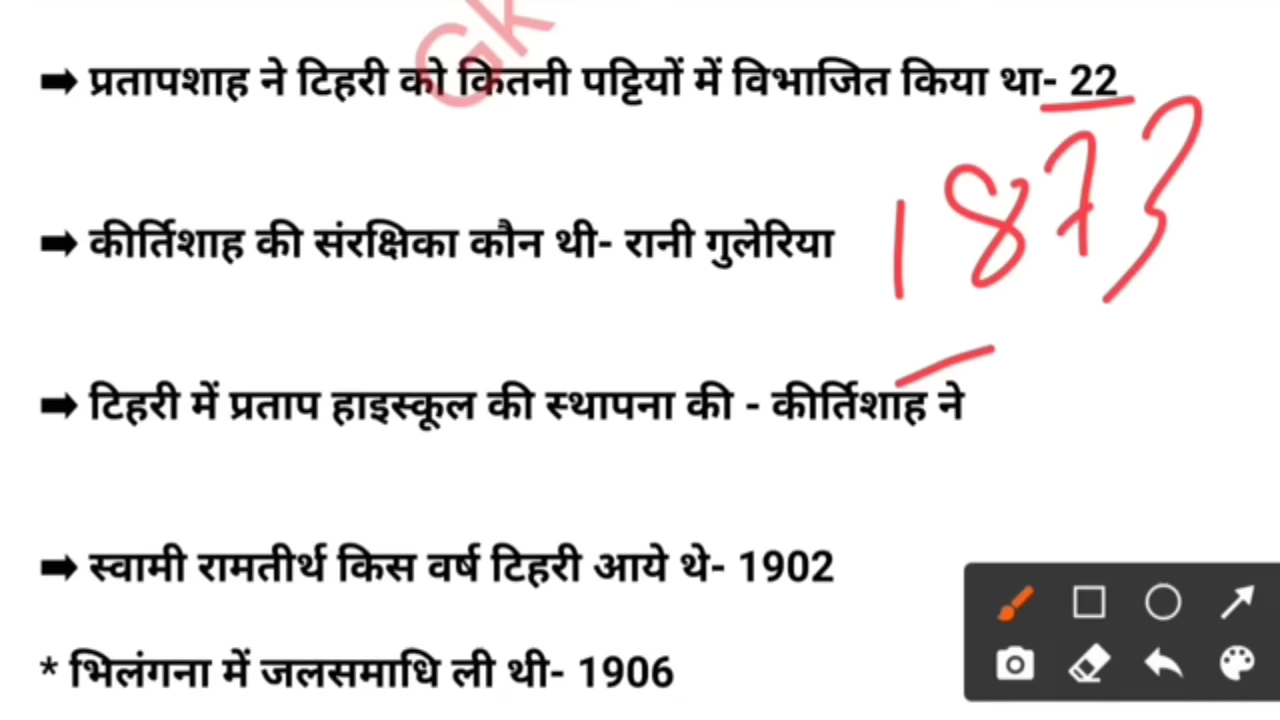 Gk
➡ प्रतापशाह ने टिहरी को कितनी पट्टियों में विभाजित किया था- 22
1873
➡ कीर्तिशाह की संरक्षिका कौन थी- रानी गुलेरिया
➡ टिहरी में प्रताप हाइस्कूल की स्थापना की - कीर्तिशाह ने
➡ स्वामी रामतीर्थ किस वर्ष टिहरी आये थे- 1902
* भिलंगना में जलसमाधि ली थी- 1906